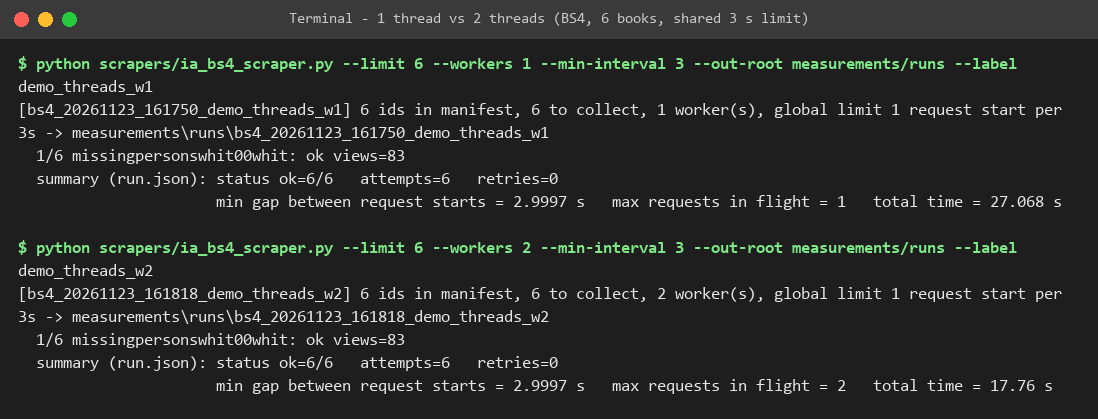 Terminal - 1 thread vs 2 threads (BS4, 6 books, shared 3 s limit)
$ python scrapers/ia_bs4_scraper.py --limit 6 --workers 1 --min-interval 3 --out-root measurements/runs --label
demo_threads_w1
[bs4_20261123_161750_demo_threads_w1] 6 ids in manifest, 6 to collect, 1 worker(s), global limit 1 request start per
3s -> measurements\runs\bs4_20261123_161750_demo_threads_w1
  1/6 missingpersonswhit00whit: ok views=83
  summary (run.json): status ok=6/6   attempts=6   retries=0
                      min gap between request starts = 2.9997 s   max requests in flight = 1   total time = 27.068 s
$ python scrapers/ia_bs4_scraper.py --limit 6 --workers 2 --min-interval 3 --out-root measurements/runs --label
demo_threads_w2
[bs4_20261123_161818_demo_threads_w2] 6 ids in manifest, 6 to collect, 2 worker(s), global limit 1 request start per
3s -> measurements\runs\bs4_20261123_161818_demo_threads_w2
  1/6 missingpersonswhit00whit: ok views=83
  summary (run.json): status ok=6/6   attempts=6   retries=0
                      min gap between request starts = 2.9997 s   max requests in flight = 2   total time = 17.76 s